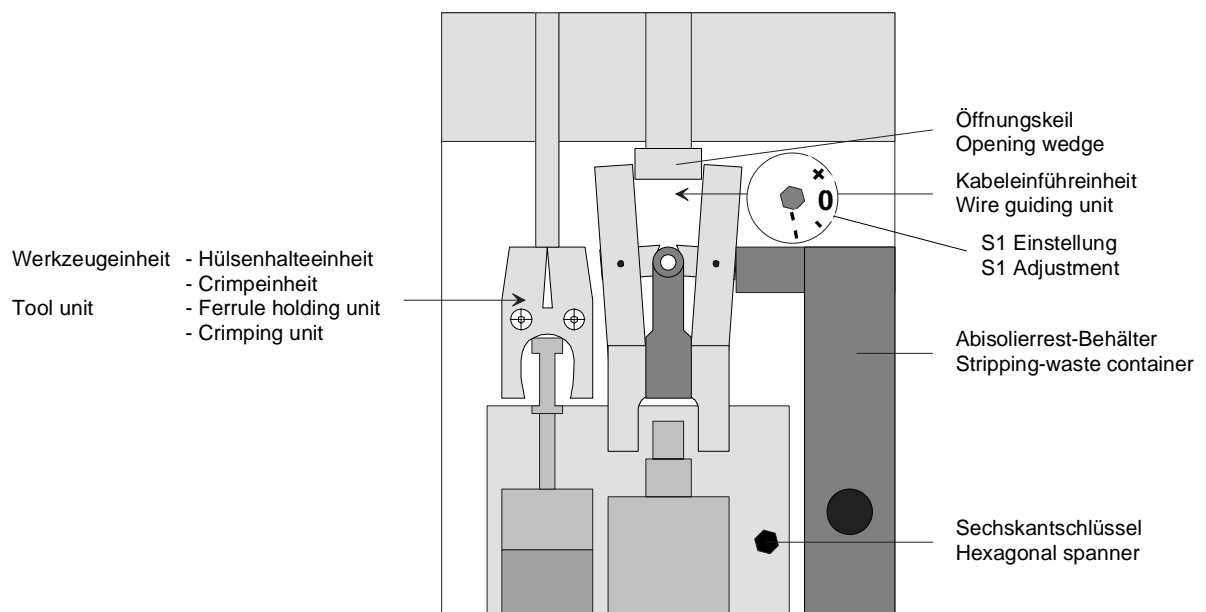 Öffnungskeil
Opening wedge
Kabeleinführeinheit
Wire guiding unit
0
S1 Einstellung
S1 Adjustment
Werkzeugeinheit - Hülsenhalteeinheit
- Crimpeinheit
Tool unit - Ferrule holding unit
- Crimping unit
Abisolierrest-Behälter
Stripping-waste container
Sechskantschlüssel
Hexagonal spanner